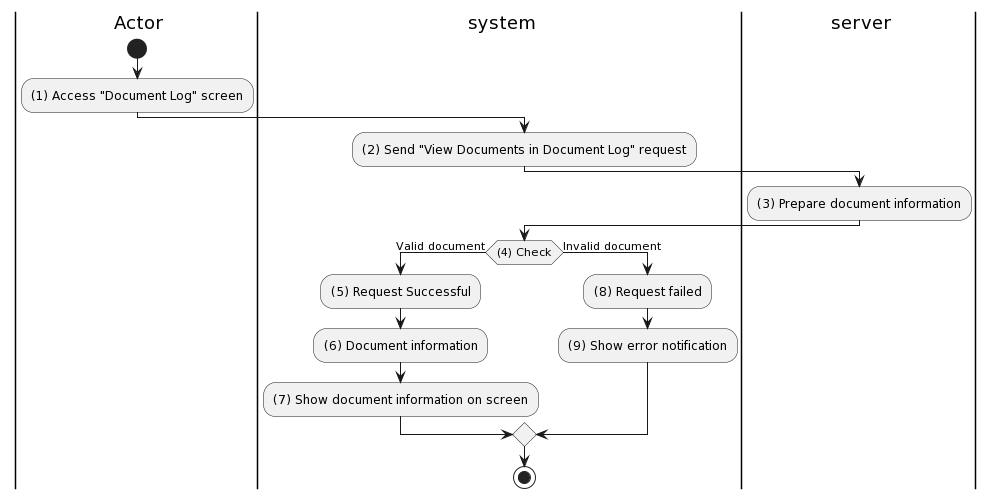 Actor
system
server
(1) Access "Document Log" screen
(2) Send "View Documents in Document Log" request
(3) Prepare document information
Valid document
(4) Check
Invalid document
(5) Request Successful
(8) Request failed
(6) Document information
(9) Show error notification
(7) Show document information on screen